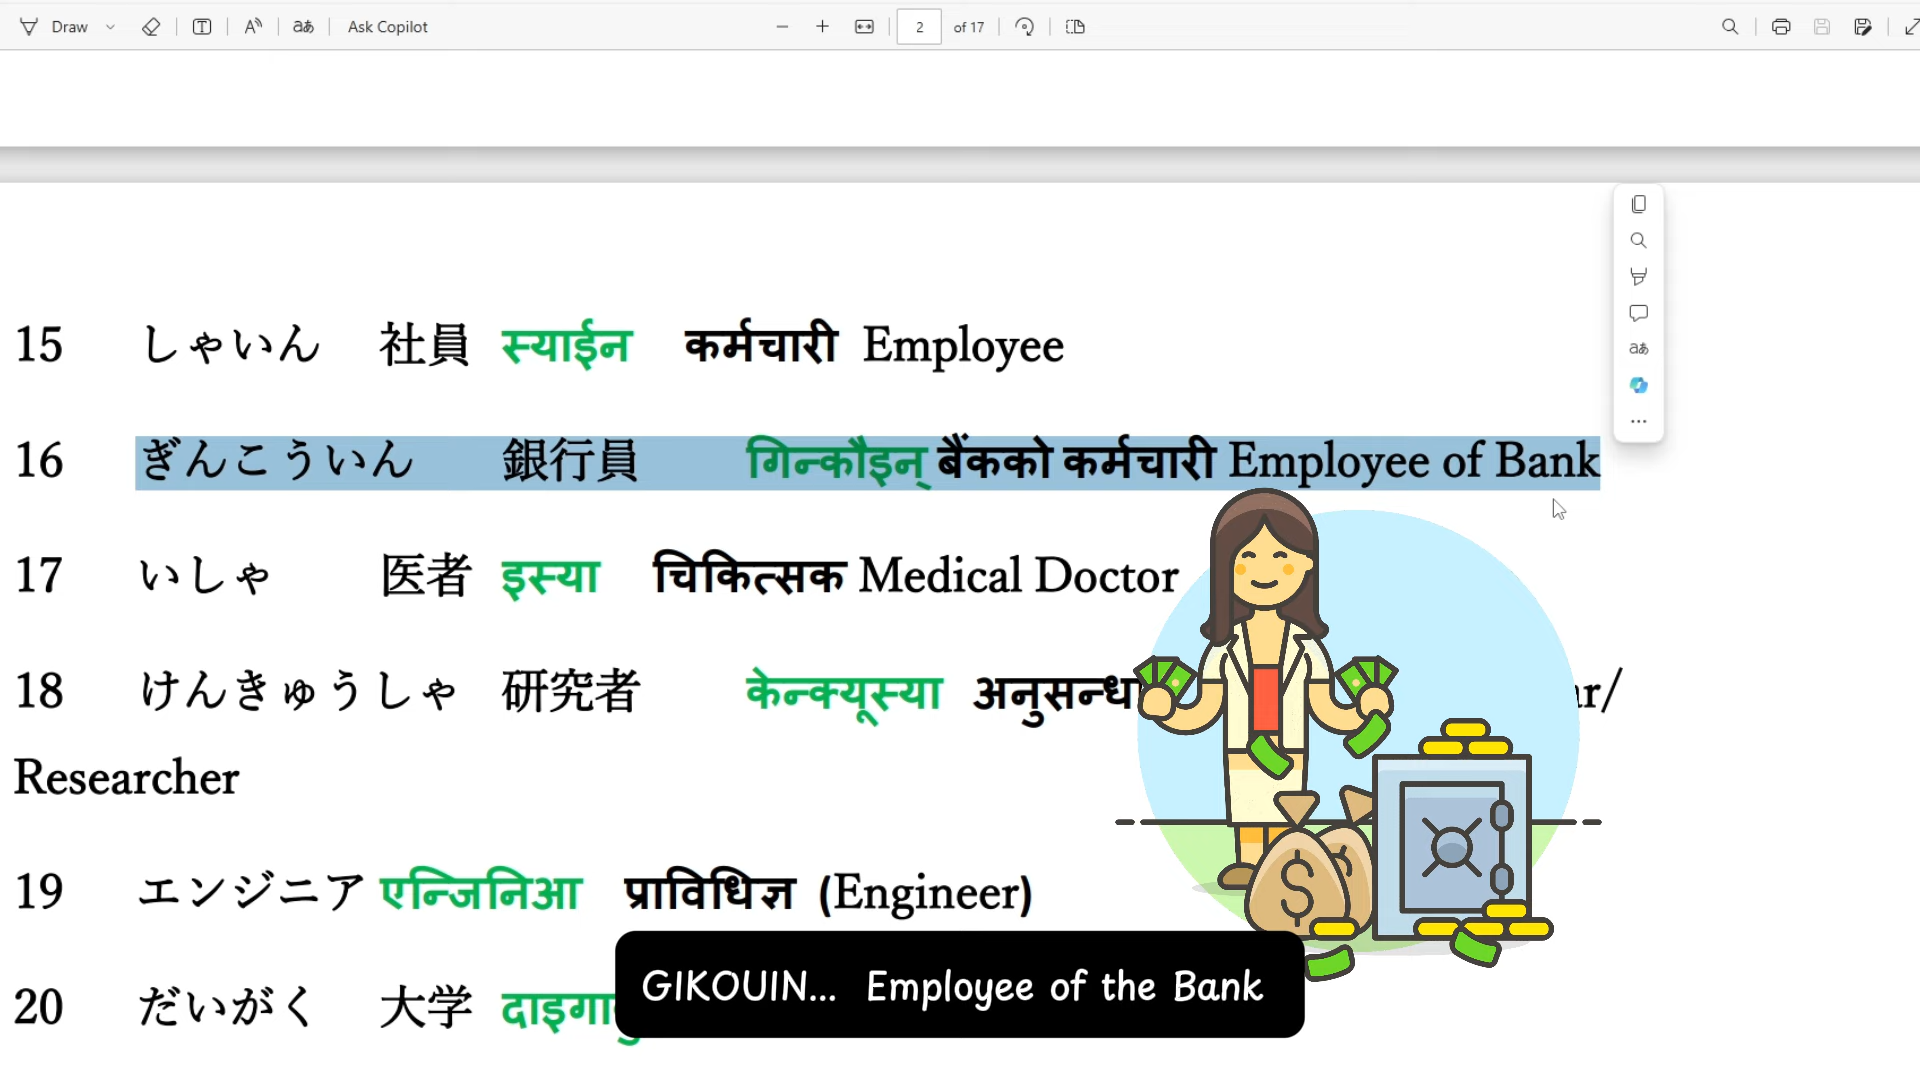 Draw aあ Ask Copilot 2 of 17
15 しゃいん 社員 स्याईन कर्मचारी Employee
16 ぎんこういん 銀行員 गिन्कौइन् बैंकको कर्मचारी Employee of Bank
aあ
17 いしゃ 医者 इस्या चिकित्सक Medical Doctor
18 けんきゅうしゃ 研究者 केन्क्यूस्या
Researcher
19 エンジニア एन्जिनिआ प्राविधिज्ञ (Engineer)
20 だいがく 大学
GIKOUIN... Employee of the Bank